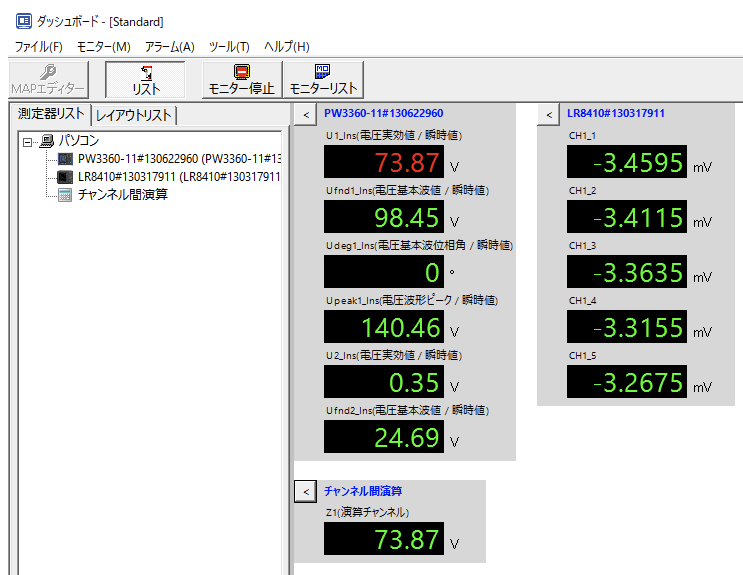 ダッシュボード - [Standard]
ファイル(F) モニター(M) アラーム(A) ツール(T) ヘルプ(H)
MAPエディター リスト モニター停止 モニターリスト
測定器リスト レイアウトリスト
パソコン
PW3360-11#130622960 (PW3360-11#13
LR8410#130317911 (LR8410#130317911
チャンネル間演算
< PW3360-11#130622960
U1_Ins(電圧実効値 / 瞬時値)
73.87 V
Ufnd1_Ins(電圧基本波値 / 瞬時値)
98.45 V
Udeg1_Ins(電圧基本波位相角 / 瞬時値)
0 °
Upeak1_Ins(電圧波形ピーク / 瞬時値)
140.46 V
U2_Ins(電圧実効値 / 瞬時値)
0.35 V
Ufnd2_Ins(電圧基本波値 / 瞬時値)
24.69 V
< LR8410#130317911
CH1_1
-3.4595 mV
CH1_2
-3.4115 mV
CH1_3
-3.3635 mV
CH1_4
-3.3155 mV
CH1_5
-3.2675 mV
< チャンネル間演算
Z1(演算チャンネル)
73.87 V